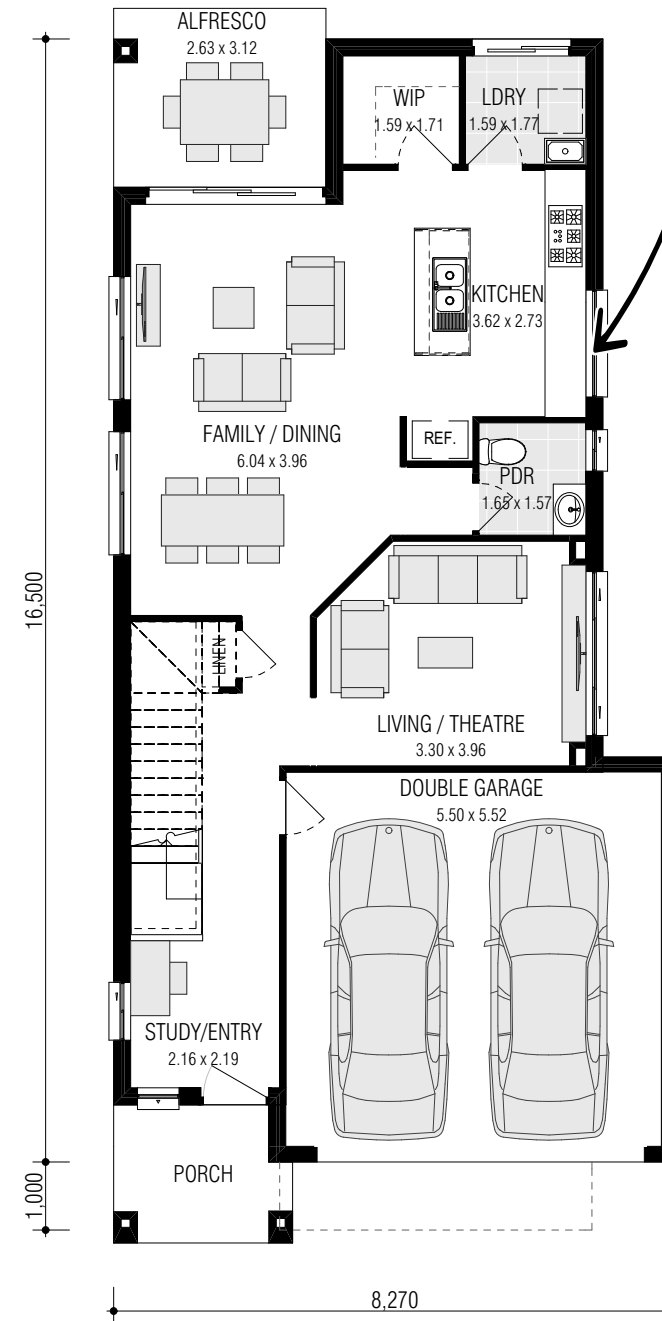 ALFRESCO
2.63 x 3.12
WIP
1.59 x 1.71
LDRY
1.59 x 1.77
KITCHEN
3.62 x 2.73
REF.
FAMILY / DINING
6.04 x 3.96
PDR
1.65 x 1.57
16,500
LINEN
LIVING / THEATRE
3.30 x 3.96
DOUBLE GARAGE
5.50 x 5.52
STUDY/ENTRY
2.16 x 2.19
PORCH
1,000
8,270